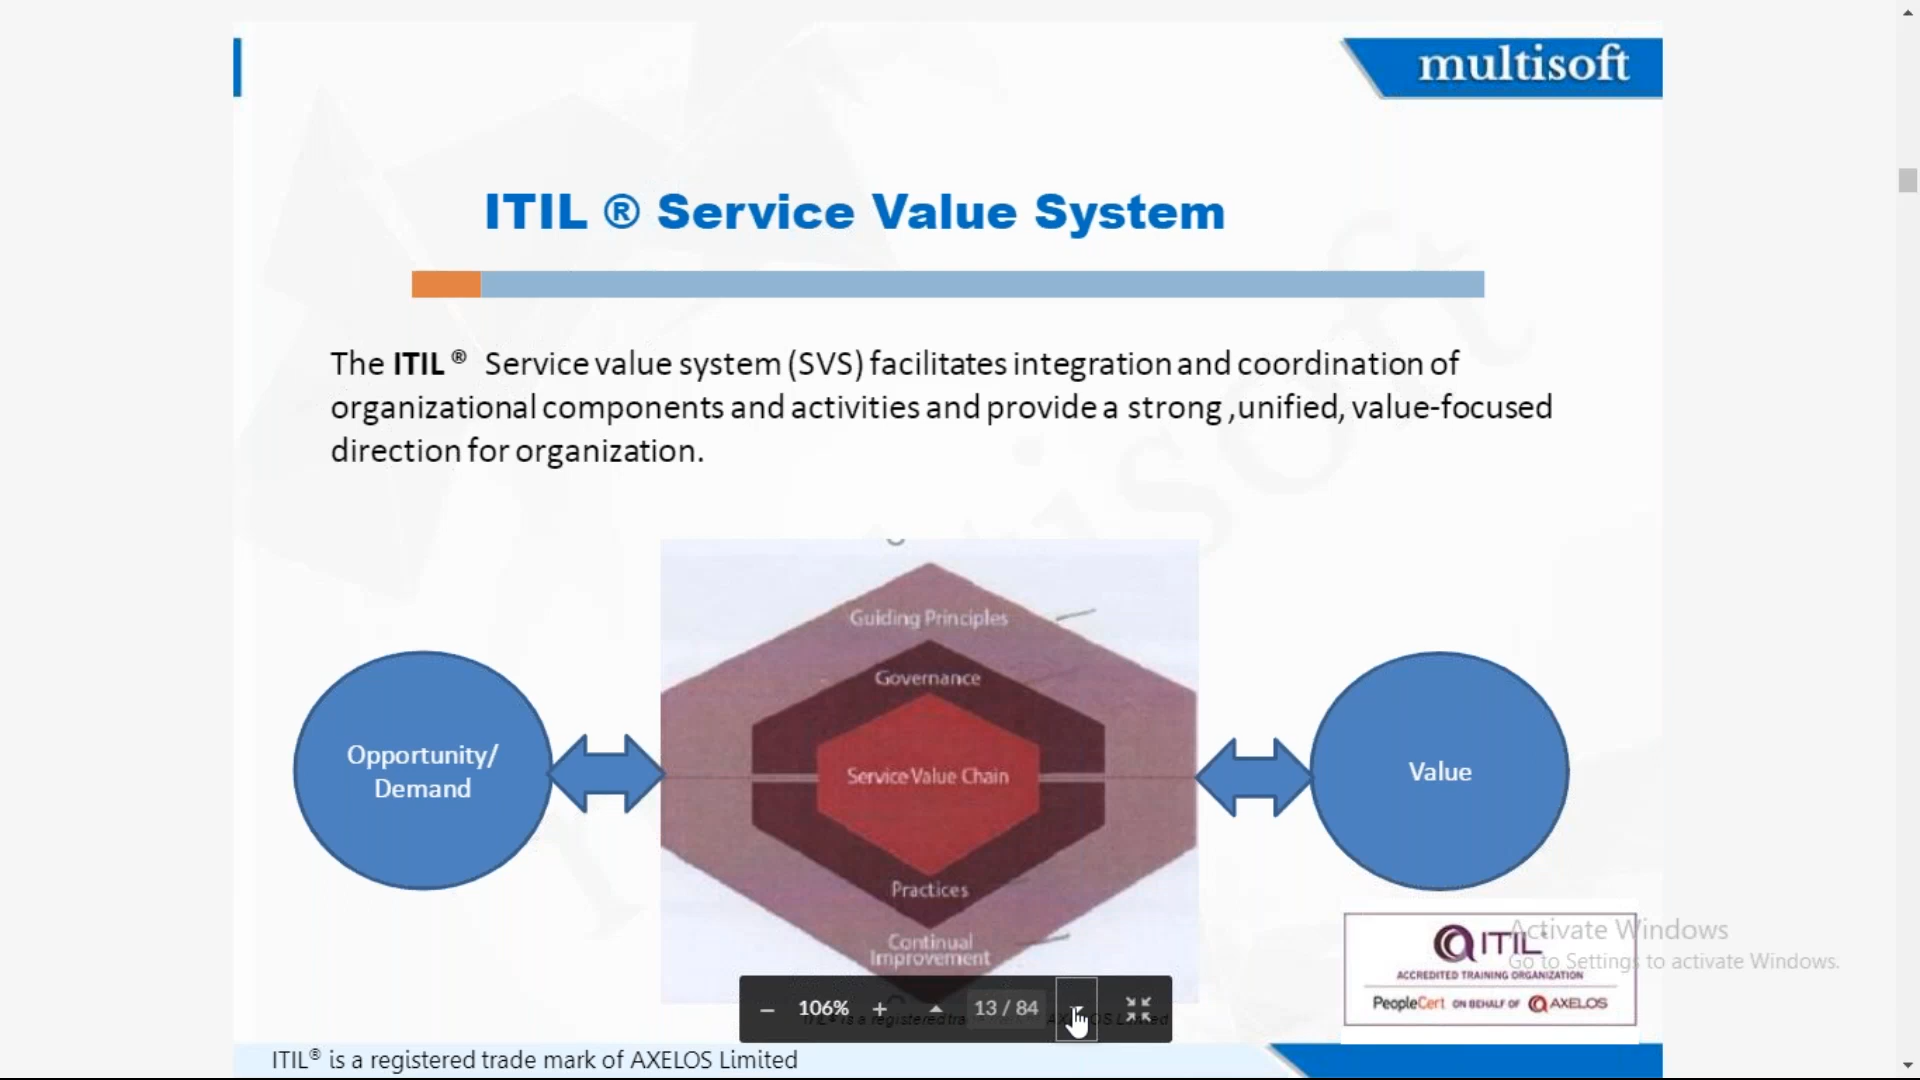 multisoft
ITIL ® Service Value System
The ITIL ® Service value system (SVS) facilitates integration and coordination of
organizational components and activities and provide a strong ,unified, value-focused
direction for organization.
Guiding Principles
Governance
Opportunity/
Demand
Service Value Chain
Value
Practices
Continual
Improvement
Activate Windows
Go to Settings to activate Windows.
ITIL
ACCREDITED TRAINING ORGANIZATION
PeopleCert ON BEHALF OF AXELOS
106%
13 / 84
ITIL® is a registered trade mark of AXELOS Limited